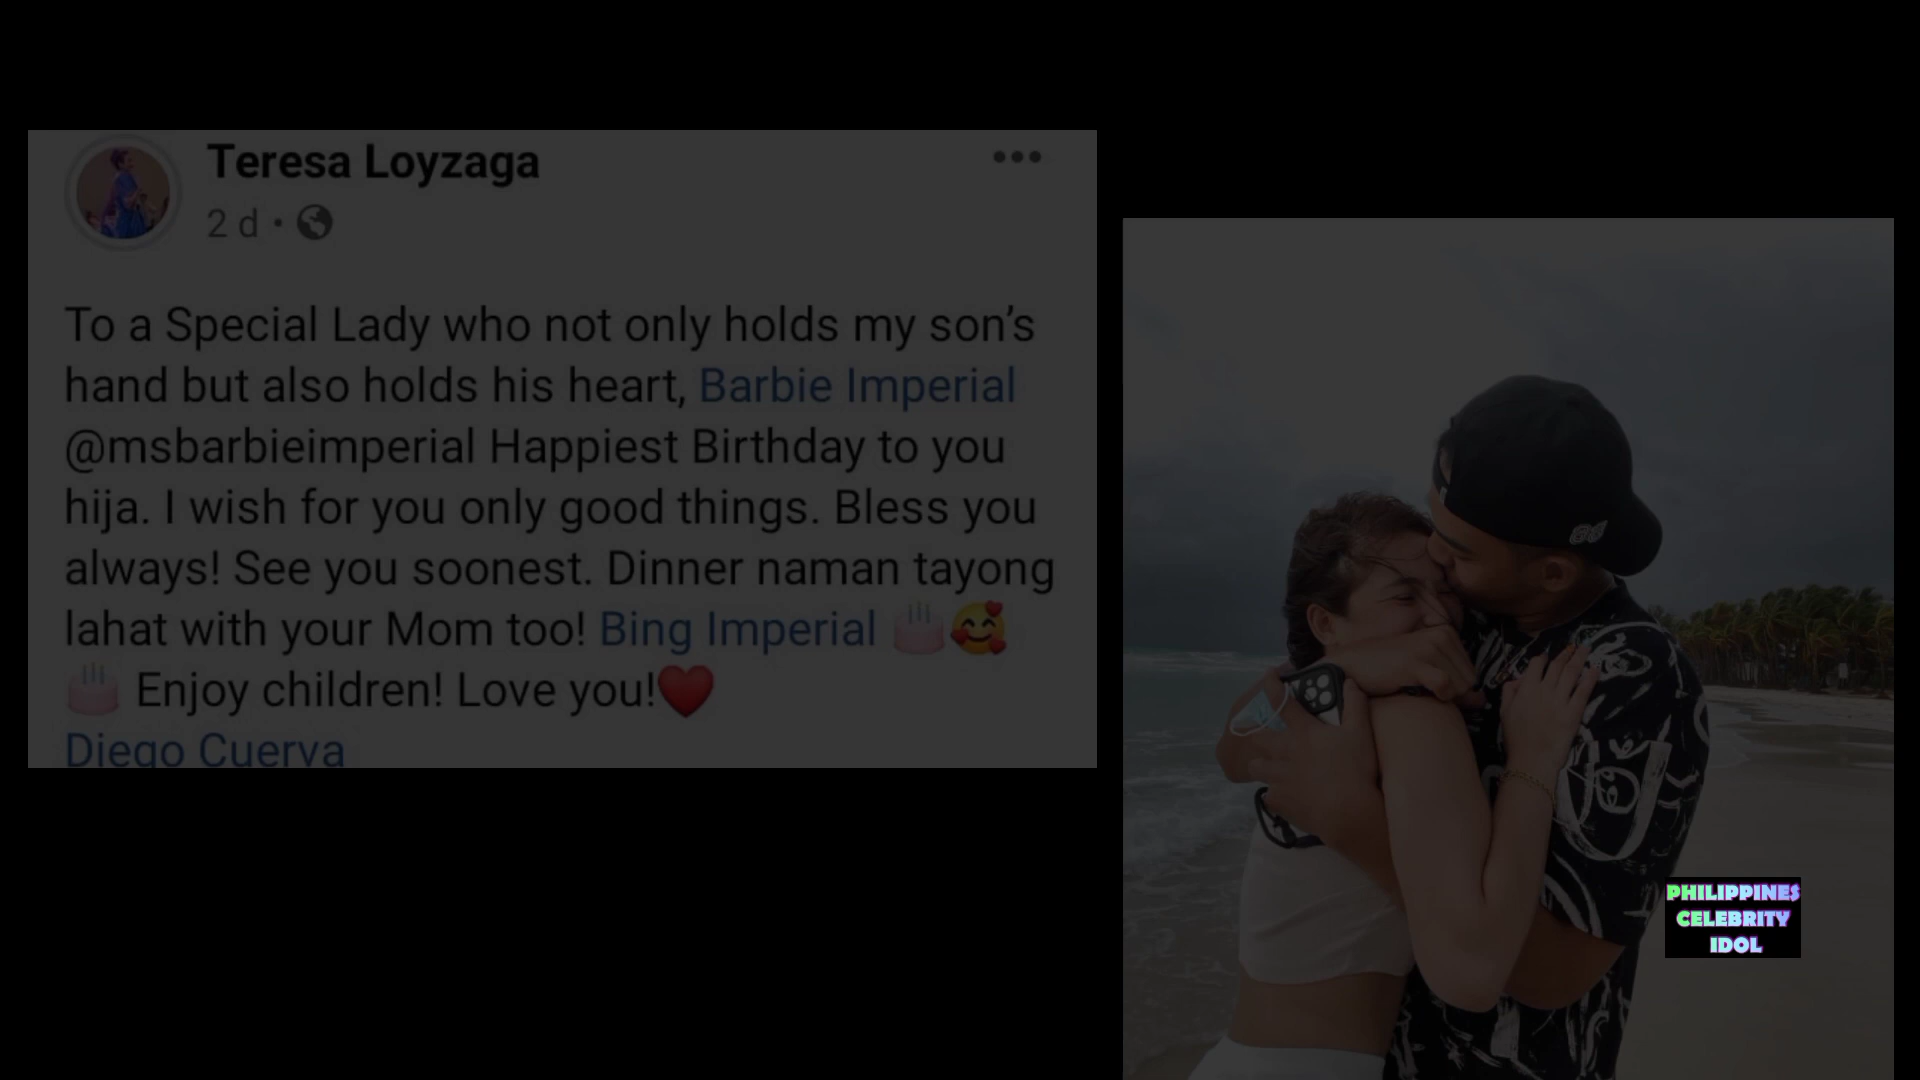 Teresa Loyzaga
2 d ·
To a Special Lady who not only holds my son’s
hand but also holds his heart, Barbie Imperial
@msbarbieimperial Happiest Birthday to you
hija. I wish for you only good things. Bless you
always! See you soonest. Dinner naman tayong
lahat with your Mom too! Bing Imperial 🎂🥰
🎂 Enjoy children! Love you!❤️
Diego Cuerva
PHILIPPINES
CELEBRITY
IDOL